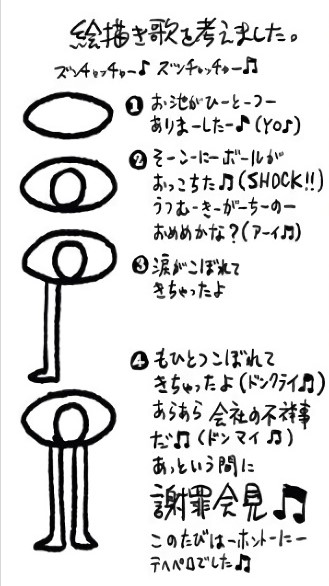 絵描き歌を考えました。
ズンチャッチャー♪ ズンチャッチャー♫
❶お池がひーとーつー
ありまーしたー♪(YO♪)
❷そーこーにーボールが
おっこちた♫(SHOCK!!)
うつむーきーがーちーのー
おめめかな?(アーイ♫)
❸涙がこぼれて
きちゃったよ
❹もひとつこぼれて
きちゃったよ(ドンクライ♫)
あらあら会社の不祥事
だ♫(ドンマイ♫)
あっという間に
謝罪会見♫
このたびはーホントーにー
テヘペロでした♫